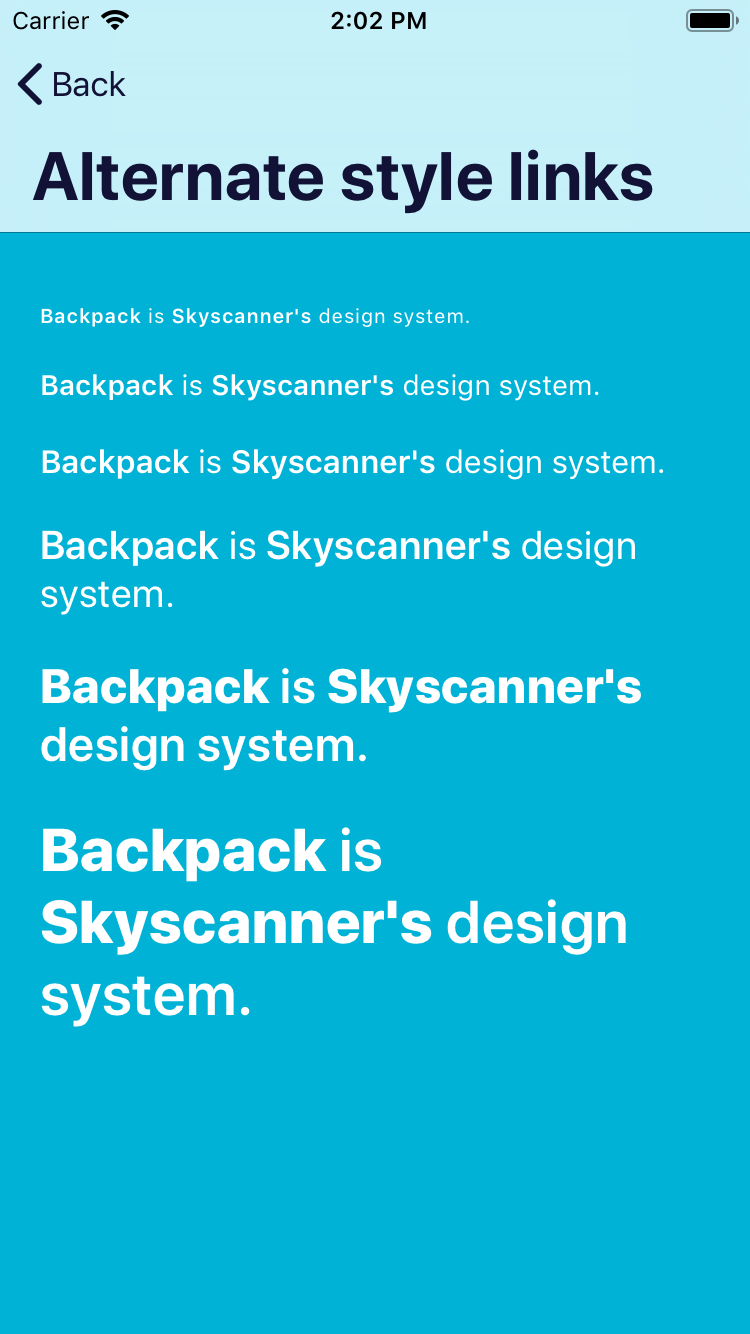 Carrier 2:02 PM
Back
Alternate style links
Backpack is Skyscanner's design system.
Backpack is Skyscanner's design system.
Backpack is Skyscanner's design system.
Backpack is Skyscanner's design
system.
Backpack is Skyscanner's
design system.
Backpack is
Skyscanner's design
system.